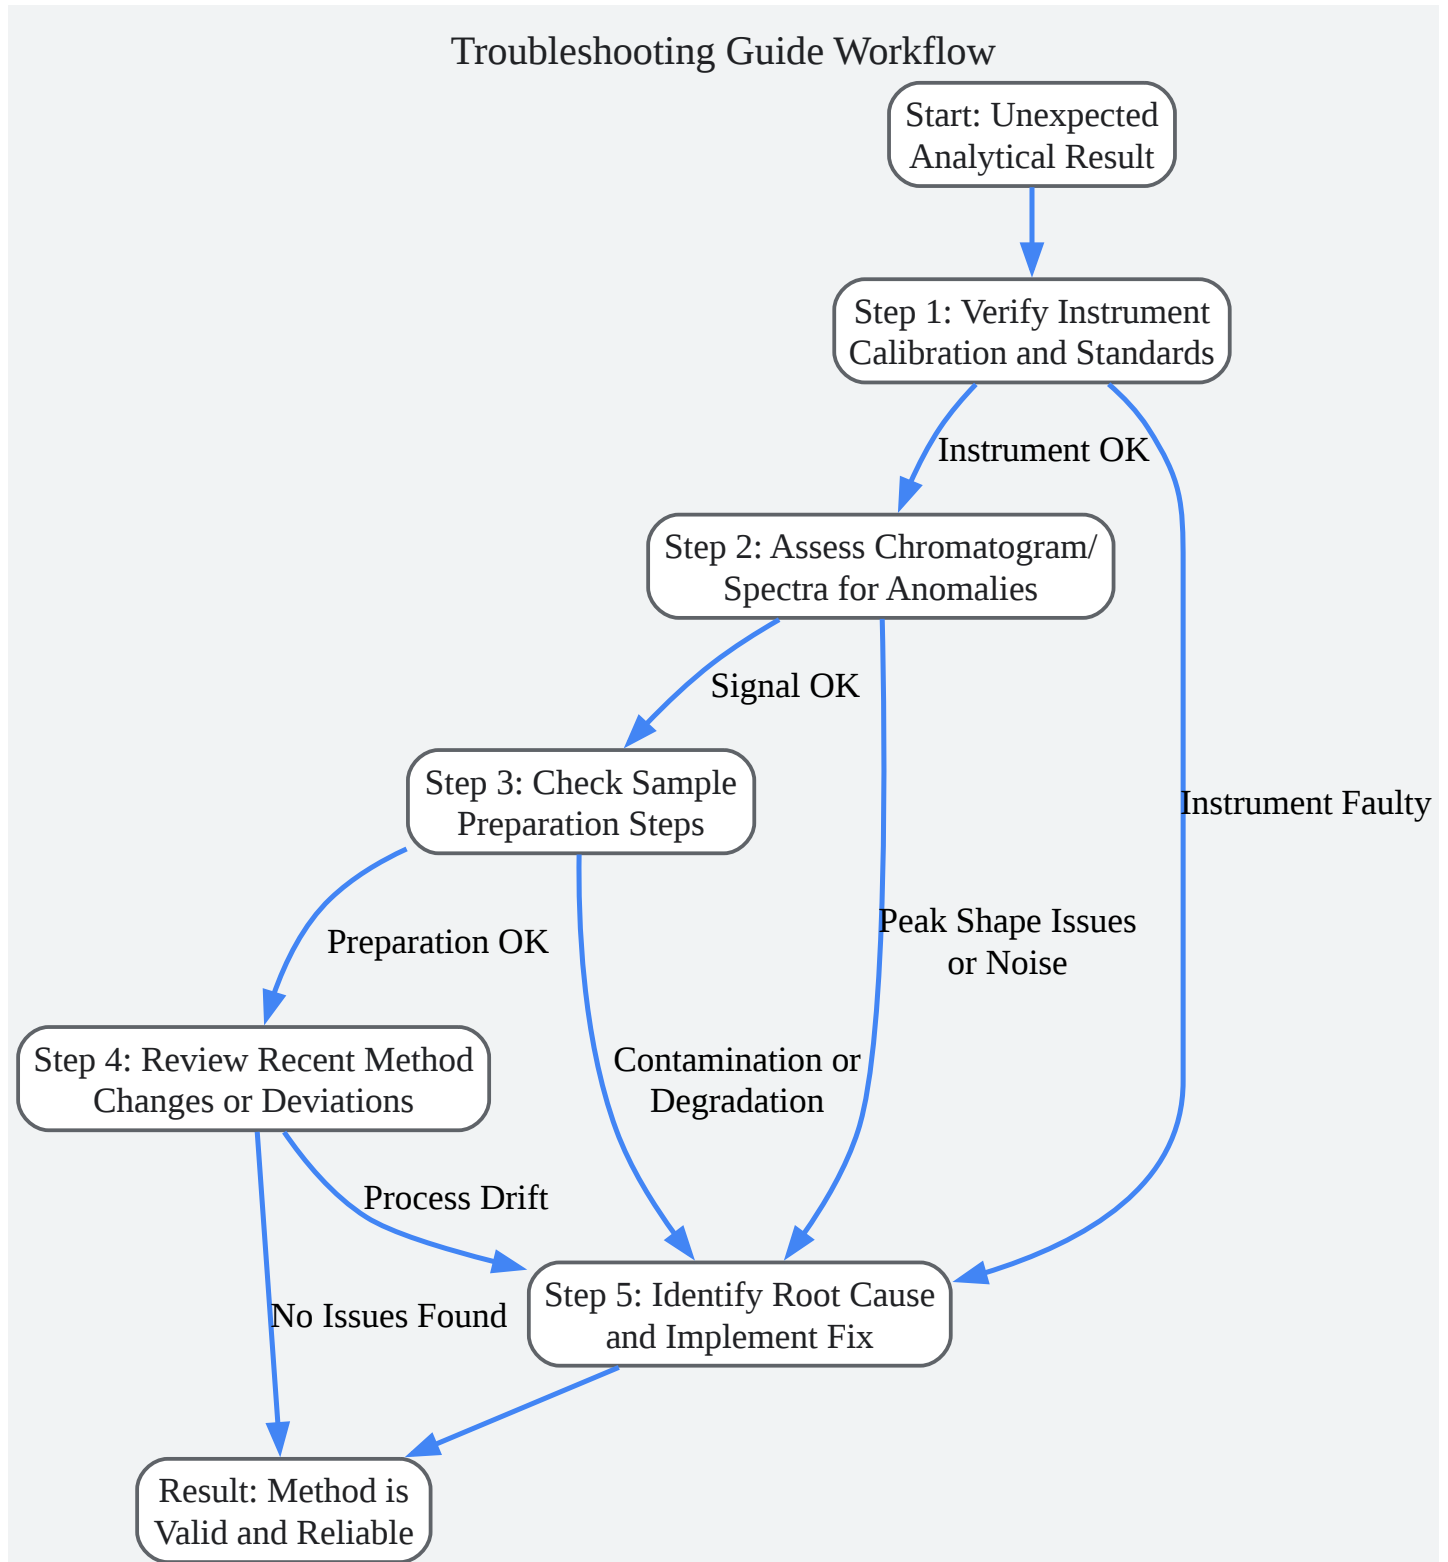 Troubleshooting Guide Workflow
Start: Unexpected
Analytical Result
Step 1: Verify Instrument
Calibration and Standards
Instrument OK
Step 2: Assess Chromatogram/
Spectra for Anomalies
Signal OK
Step 3: Check Sample
Preparation Steps
Instrument Faulty
Peak Shape Issues
or Noise
Preparation OK
Step 4: Review Recent Method
Changes or Deviations
Contamination or
Degradation
Process Drift
No Issues Found
Step 5: Identify Root Cause
and Implement Fix
Result: Method is
Valid and Reliable